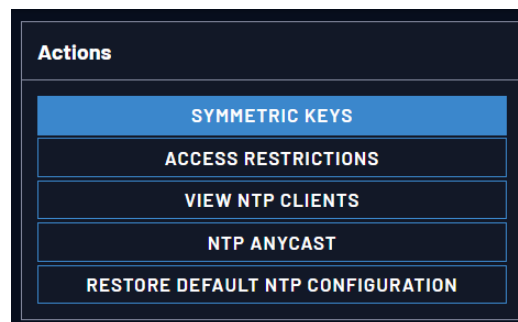 Actions
SYMMETRIC KEYS
ACCESS RESTRICTIONS
VIEW NTP CLIENTS
NTP ANYCAST
RESTORE DEFAULT NTP CONFIGURATION